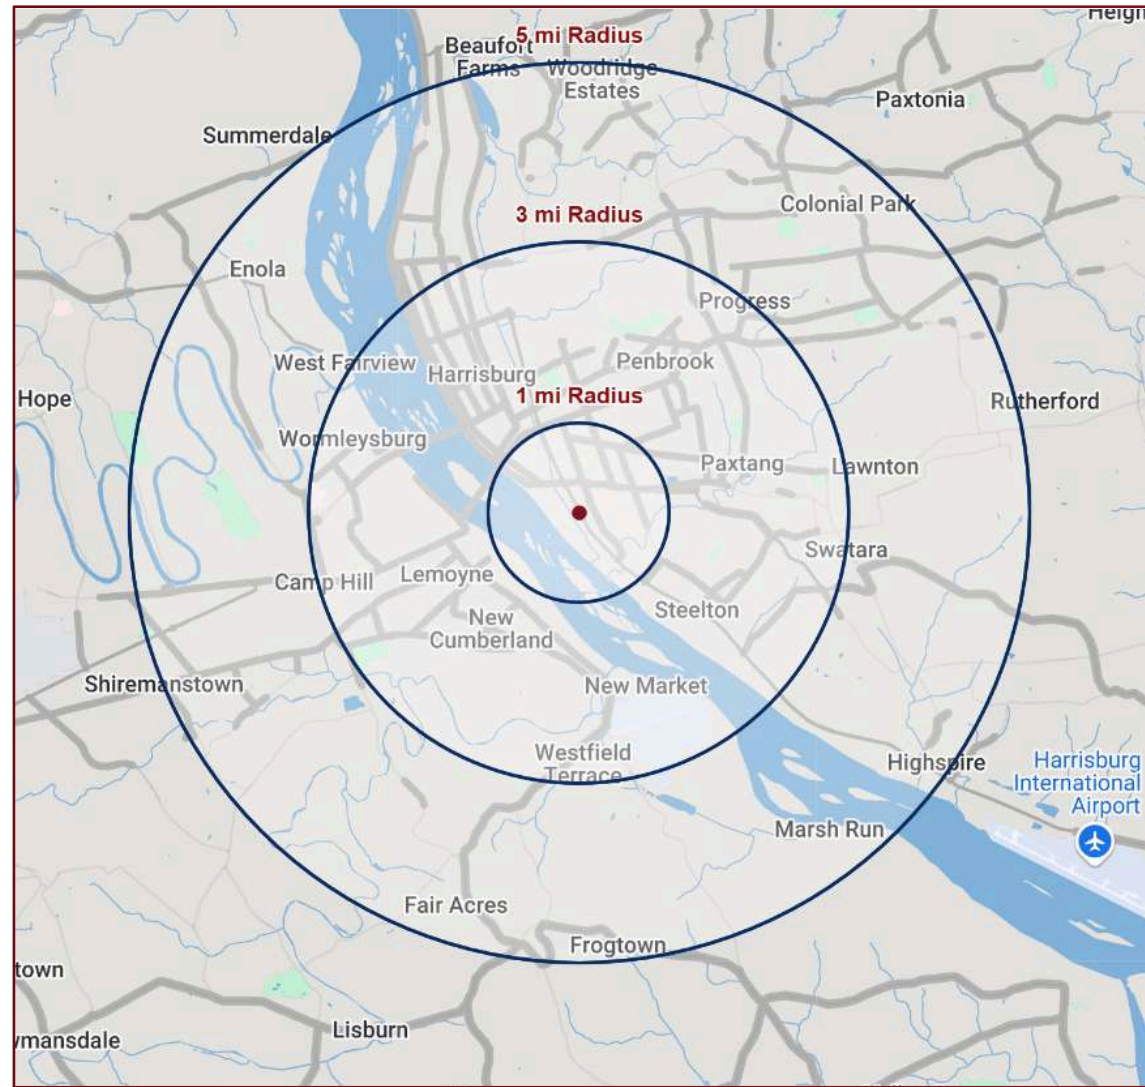 Heigh
5 mi Radius
Beaufort
Farms
Woodridge
Estates
Paxtonia
Summerdale
Colonial Park
3 mi Radius
Enola
Progress
West Fairview
Penbrook
Harrisburg
1 mi Radius
Hope
Rutherford
Wormleysburg
Paxtang
Lawnton
Swatara
Camp Hill
Lemoyne
Steelton
New
Cumberland
Shiremanstown
New Market
Westfield
Terrace
Highspire
Harrisburg
International
Airport
Marsh Run
Fair Acres
Frogtown
town
Lisburn
wmansdale